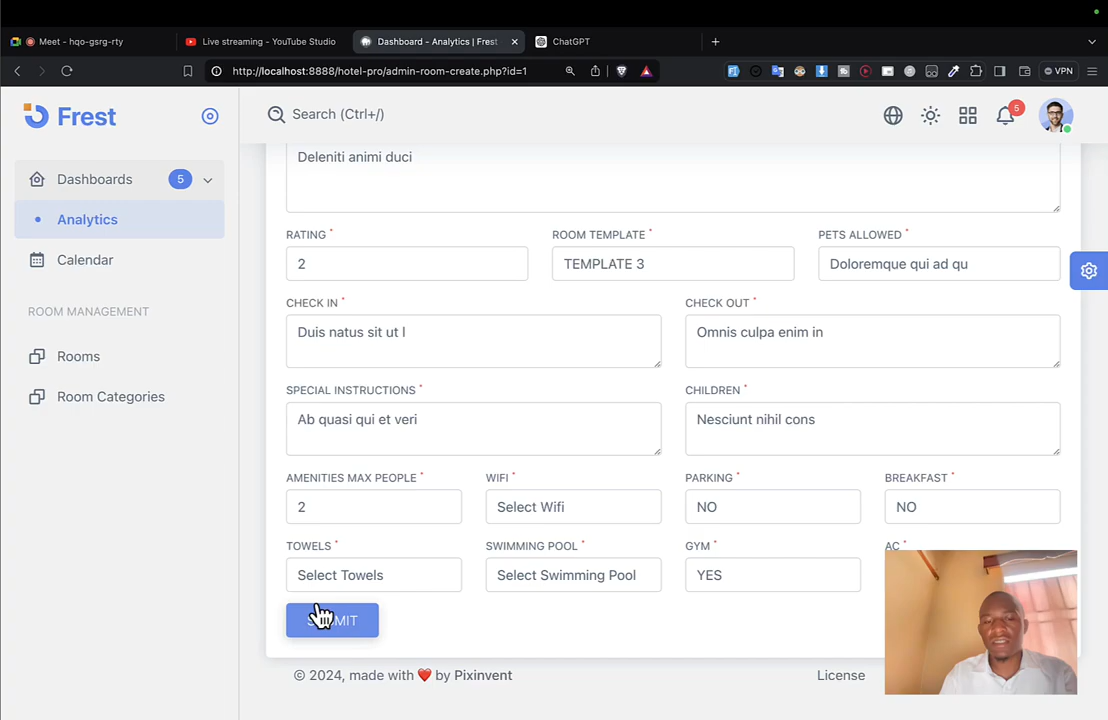 Meet - hqo-gsrg-rty
Live streaming - YouTube Studio
Dashboard - Analytics | Frest
ChatGPT
http://localhost:8888/hotel-pro/admin-room-create.php?id=1
VPN
Frest
Search (Ctrl+/)
5
Dashboards
5
Analytics
Calendar
ROOM MANAGEMENT
Rooms
Room Categories
Deleniti animi duci
RATING *
ROOM TEMPLATE *
PETS ALLOWED *
2
TEMPLATE 3
Doloremque qui ad qu
CHECK IN *
CHECK OUT *
Duis natus sit ut l
Omnis culpa enim in
SPECIAL INSTRUCTIONS *
CHILDREN *
Ab quasi qui et veri
Nesciunt nihil cons
AMENITIES MAX PEOPLE *
WIFI *
PARKING *
BREAKFAST *
2
Select Wifi
NO
NO
TOWELS *
SWIMMING POOL *
GYM *
AC *
Select Towels
Select Swimming Pool
YES
SUBMIT
© 2024, made with ❤️ by Pixinvent
License